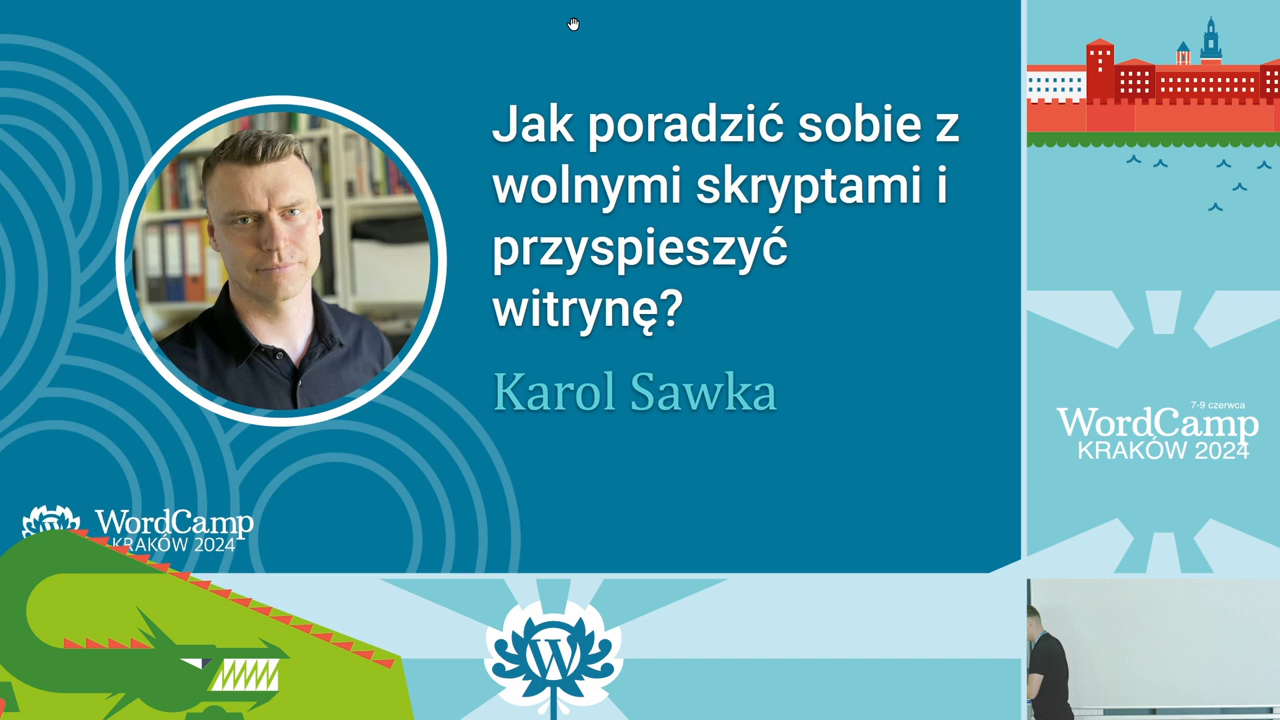 Jak poradzić sobie z
wolnymi skryptami i
przyspieszyć
witrynę?
Karol Sawka
WordCamp
KRAKÓW 2024
7-9 czerwca
WordCamp
KRAKÓW 2024
W